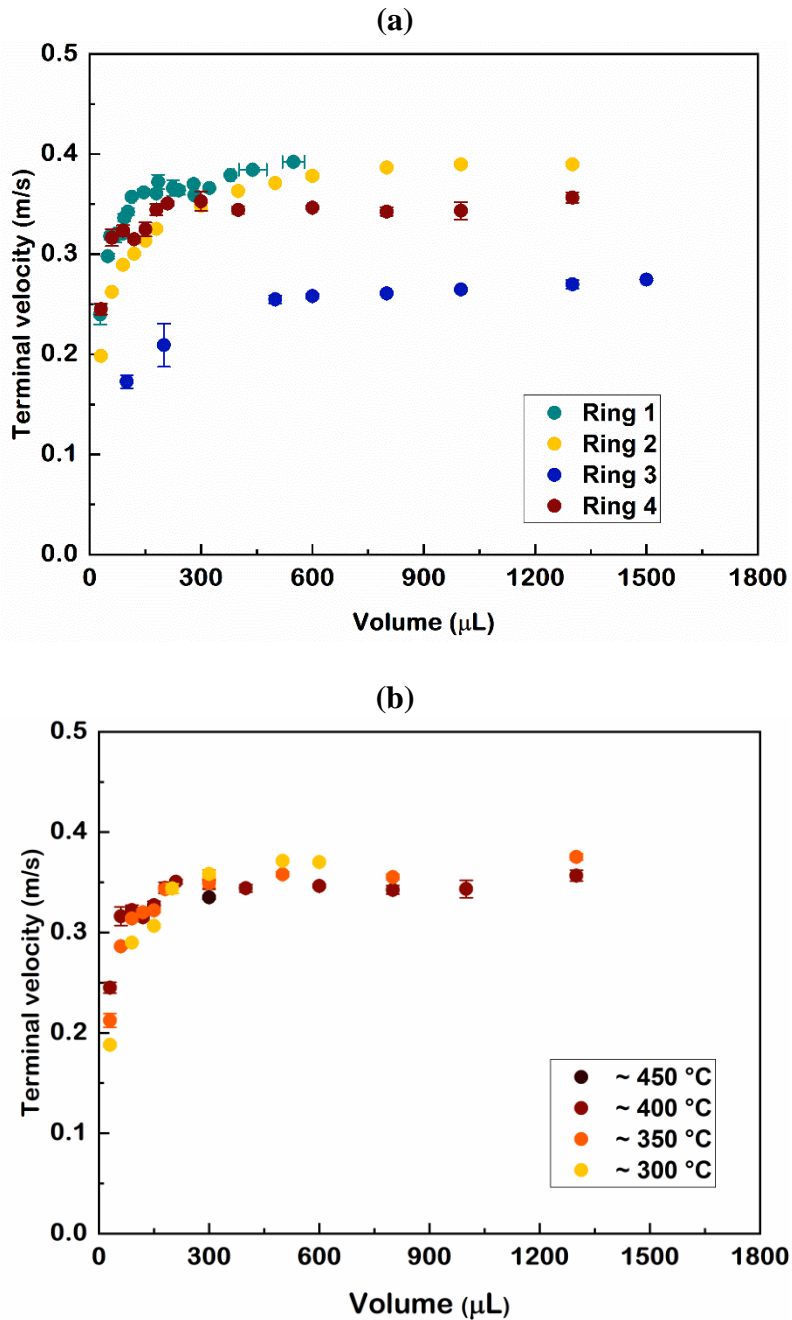 (a)
0.5
0.4
0.3
0.2
0.1
0.0
Terminal velocity (m/s)
Ring 1
Ring 2
Ring 3
Ring 4
0 300 600 900 1200 1500 1800
Volume (μL)
(b)
0.5
0.4
0.3
0.2
0.1
0.0
Terminal velocity (m/s)
~ 450 °C
~ 400 °C
~ 350 °C
~ 300 °C
0 300 600 900 1200 1500 1800
Volume (μL)